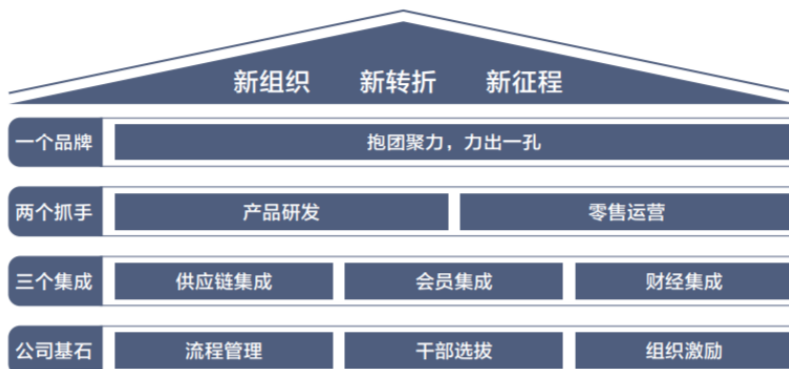 新组织 新转折 新征程
一个品牌 抱团聚力，力出一孔
两个抓手 产品研发 零售运营
三个集成 供应链集成 会员集成 财经集成
公司基石 流程管理 干部选拔 组织激励